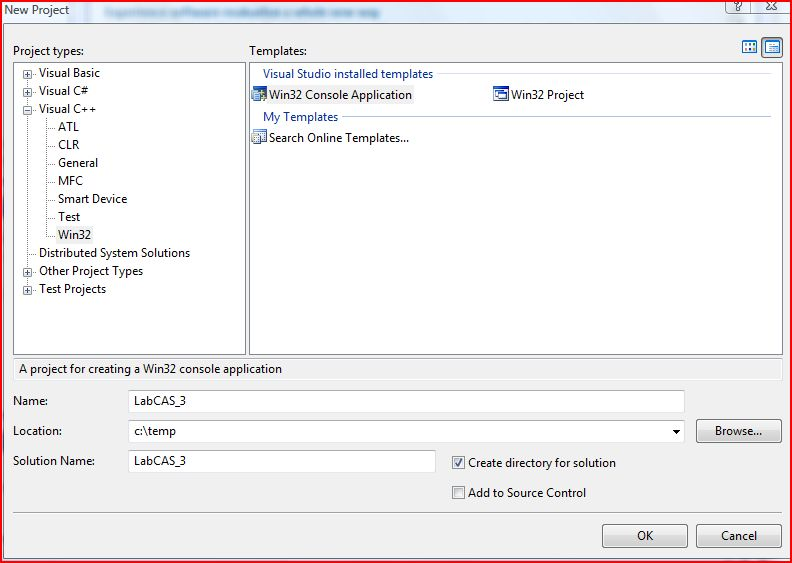 New Project
Project types:
Templates:
Visual Basic
Visual C#
Visual C++
ATL
CLR
General
MFC
Smart Device
Test
Win32
Distributed System Solutions
Other Project Types
Test Projects
Visual Studio installed templates
Win32 Console Application Win32 Project
My Templates
Search Online Templates...
A project for creating a Win32 console application
Name: LabCAS_3
Location: c:\temp Browse...
Solution Name: LabCAS_3 Create directory for solution
Add to Source Control
OK Cancel